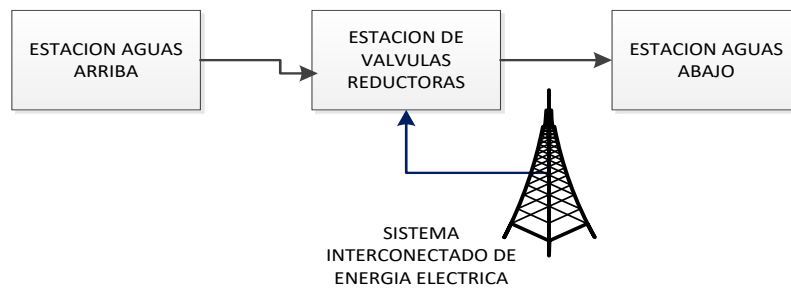 ESTACION AGUAS
ARRIBA
ESTACION DE
VALVULAS
REDUCTORAS
ESTACION AGUAS
ABAJO
SISTEMA
INTERCONECTADO DE
ENERGIA ELECTRICA